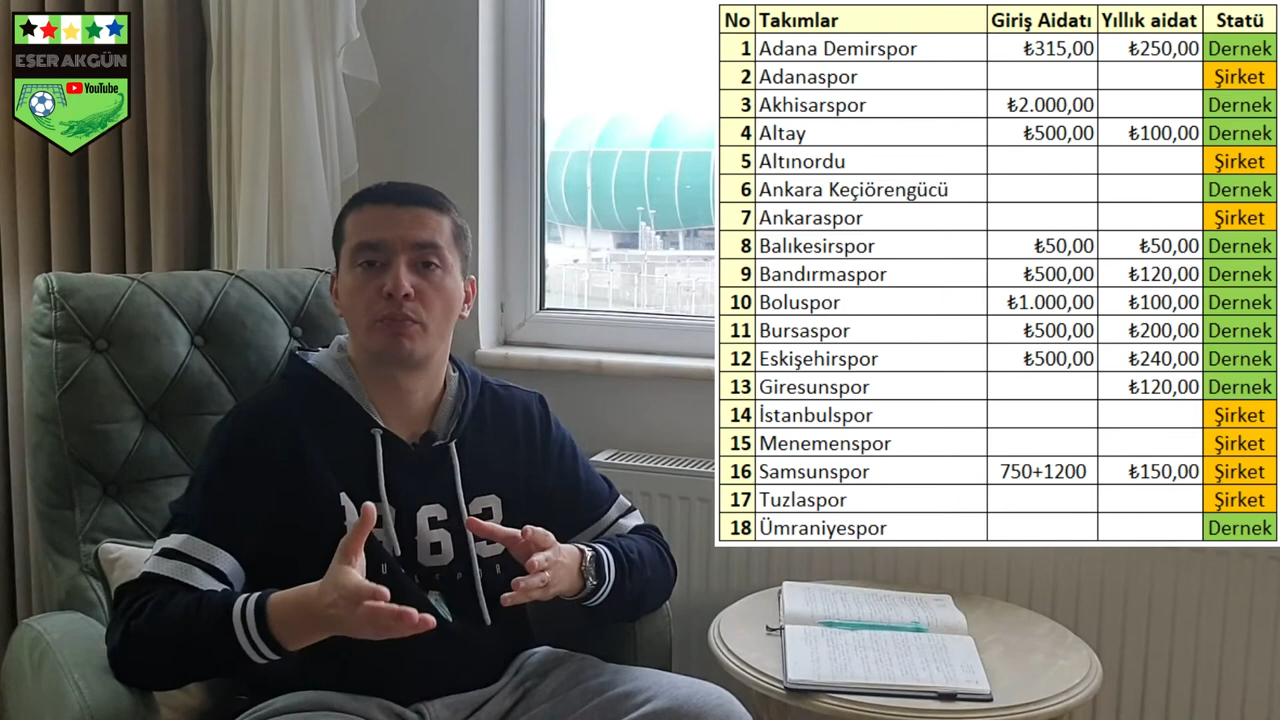 ESER AKGÜN
YouTube
No Takımlar Giriş Aidatı Yıllık aidat Statü
1 Adana Demirspor ₺315,00 ₺250,00 Dernek
2 Adanaspor Şirket
3 Akhisarspor ₺2.000,00 Dernek
4 Altay ₺500,00 ₺100,00 Dernek
5 Altınordu Şirket
6 Ankara Keçiörengücü Dernek
7 Ankaraspor Şirket
8 Balıkesirspor ₺50,00 ₺50,00 Dernek
9 Bandırmaspor ₺500,00 ₺120,00 Dernek
10 Boluspor ₺1.000,00 ₺100,00 Dernek
11 Bursaspor ₺500,00 ₺200,00 Dernek
12 Eskişehirspor ₺500,00 ₺240,00 Dernek
13 Giresunspor ₺120,00 Dernek
14 İstanbulspor Şirket
15 Menemenspor Şirket
16 Samsunspor 750+1200 ₺150,00 Şirket
17 Tuzlaspor Şirket
18 Ümraniyespor Dernek
1963